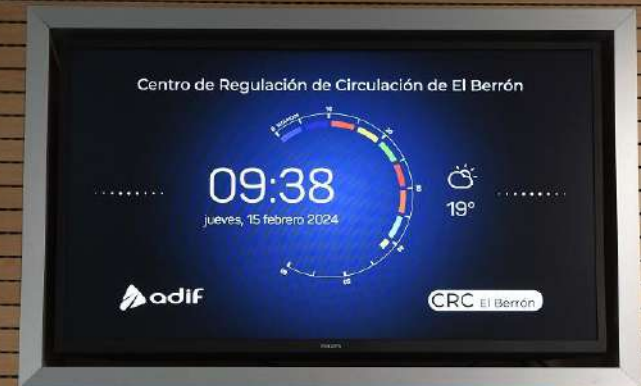 Centro de Regulación de Circulación de El Berrón
09:38
jueves, 15 febrero 2024
19°
adif
CRC El Berrón
PHILIPS